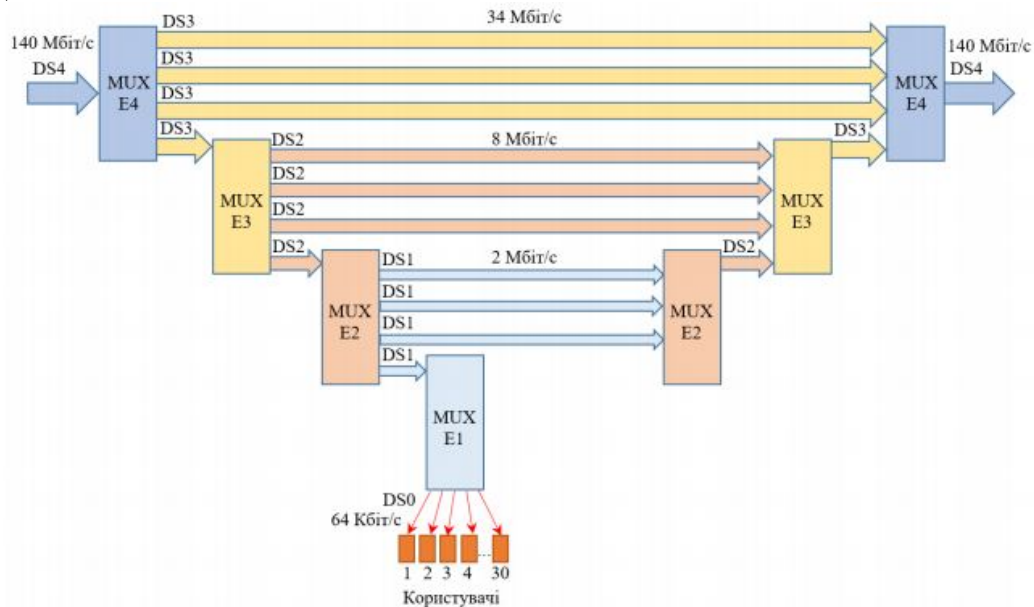 DS3
34 Мбіт/с
140 Мбіт/с
DS4
MUX
E4
DS3
DS3
DS3
MUX
E4
140 Мбіт/с
DS4
DS2
8 Мбіт/с
DS3
MUX
E3
DS2
DS2
DS2
MUX
E3
DS1
2 Мбіт/с
DS2
MUX
E2
DS1
DS1
DS1
MUX
E2
MUX
E1
DS0
64 Кбіт/с
1 2 3 4 30
Користувачі